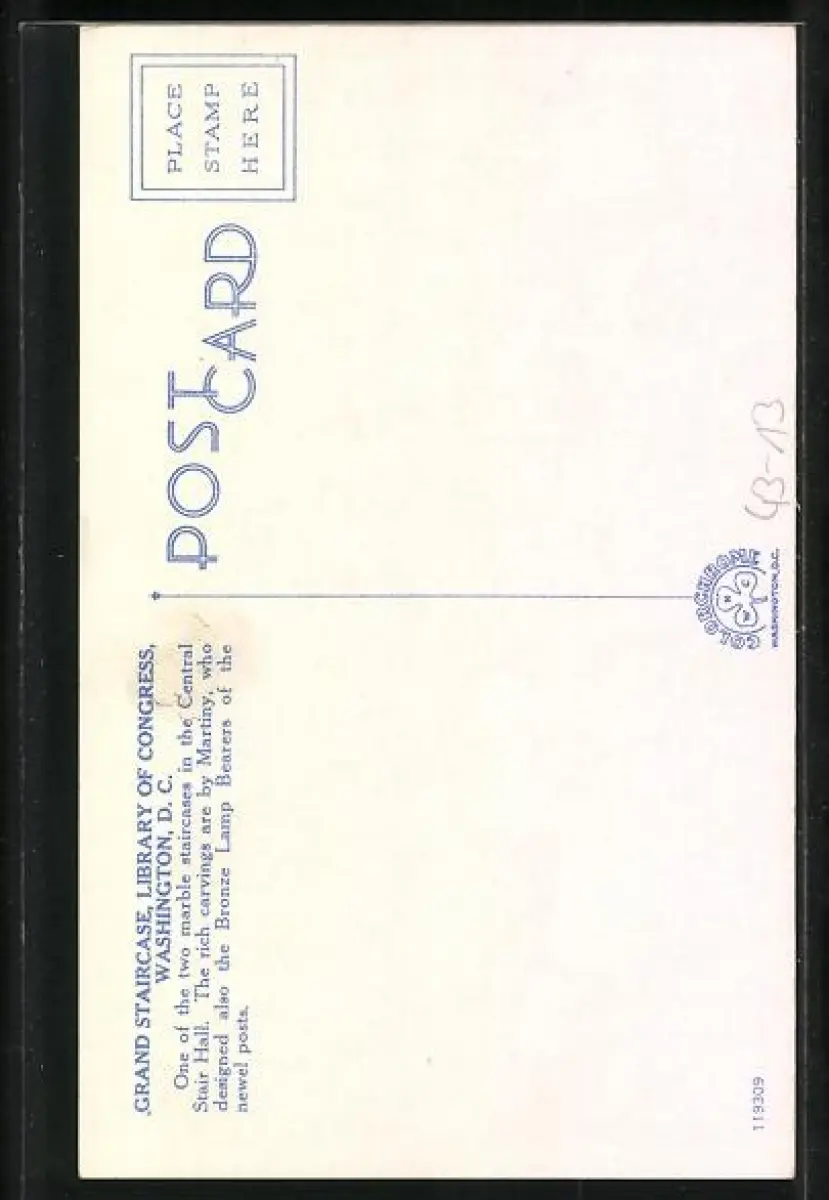 GRAND STAIRCASE, LIBRARY OF CONGRESS,
WASHINGTON, D. C.
One of the two marble staircases in the Central
Stair Hall. The rich carvings are by Martiny, who
designed also the Bronze Lamp Bearers of the
newel posts.
POST
CARD
PLACE
STAMP
HERE
COLORCHROME
WASHINGTON, D.C.
119309